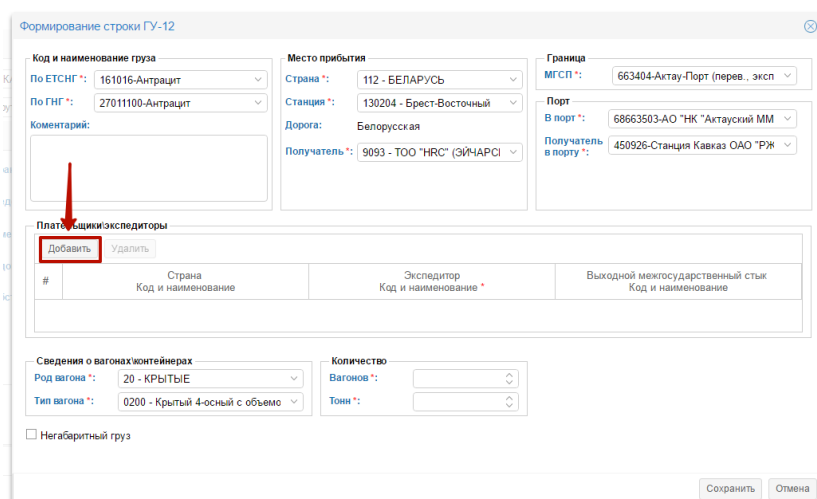 Формирование строки ГУ-12
Код и наименование груза
По ЕТСНГ *: 161016-Антрацит
По ГНГ *: 27011100-Антрацит
Коментарий:
Место прибытия
Страна *: 112 - БЕЛАРУСЬ
Станция *: 130204 - Брест-Восточный
Дорога: Белорусская
Получатель *: 9093 - ТОО "HRC" (ЭЙЧАРСІ
Граница
МГСП *: 663404-Актау-Порт (перев., эксп
Порт
В порт *: 68663503-АО "НК "Актауский ММ
Получатель
в порту *: 450926-Станция Кавказ ОАО "РЖ
Плательщики\экспедиторы
Добавить Удалить
# Страна Экспедитор Выходной межгосударственный стык
Код и наименование Код и наименование * Код и наименование
Сведения о вагонах\контейнерах
Род вагона *: 20 - КРЫТЫЕ
Тип вагона *: 0200 - Крытый 4-осный с объемо
Количество
Вагонов *:
Тонн *:
Негабаритный груз
Сохранить Отмена